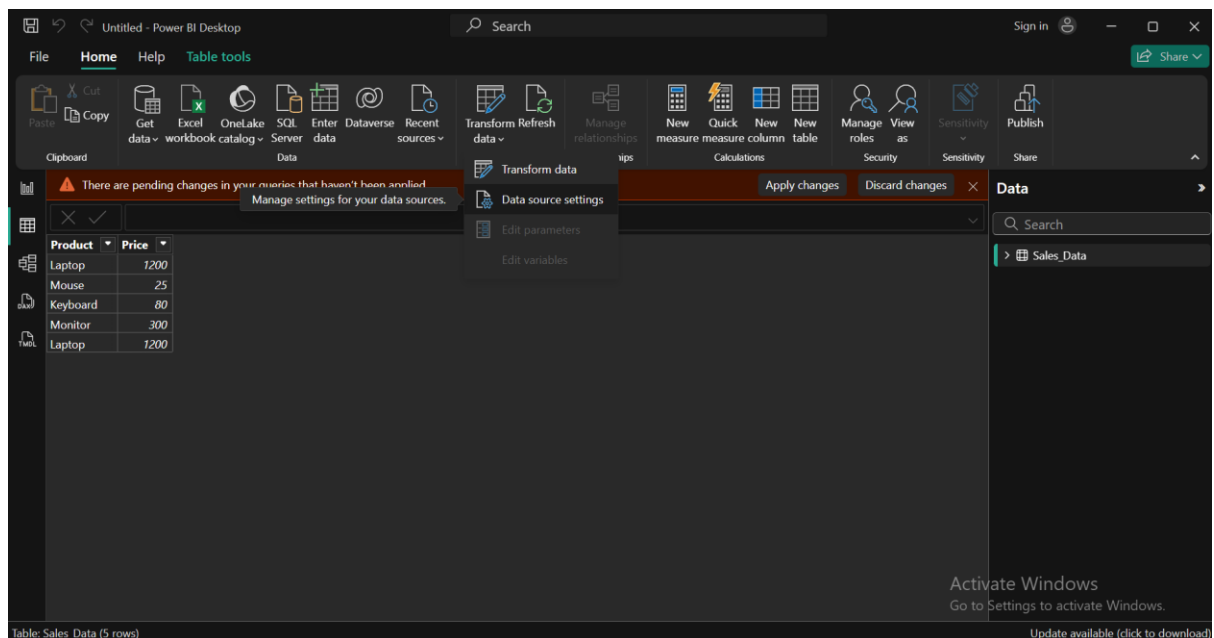 Untitled - Power BI Desktop
Search
Sign in
File Home Help Table tools
Share
Paste
Cut
Copy
Clipboard
Get data
Excel workbook
OneLake catalog
SQL Server
Enter data
Dataverse
Recent sources
Data
Transform data
Refresh
Manage relationships
ips
New measure
Quick measure
New column
New table
Calculations
Manage roles
View as
Security
Sensitivity
Sensitivity
Publish
Share
Transform data
Data source settings
Edit parameters
Edit variables
There are pending changes in your queries that haven't been applied
Apply changes Discard changes
Manage settings for your data sources.
Data
Search
Sales_Data
Product Price
Laptop 1200
Mouse 25
Keyboard 80
Monitor 300
Laptop 1200
DAX
TMDL
Activate Windows
Go to Settings to activate Windows.
Table: Sales_Data (5 rows)
Update available (click to download)